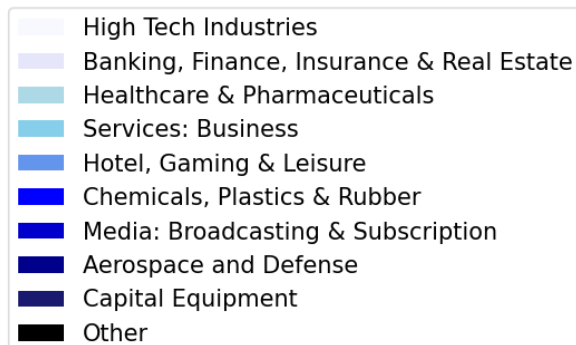 High Tech Industries
Banking, Finance, Insurance & Real Estate
Healthcare & Pharmaceuticals
Services: Business
Hotel, Gaming & Leisure
Chemicals, Plastics & Rubber
Media: Broadcasting & Subscription
Aerospace and Defense
Capital Equipment
Other